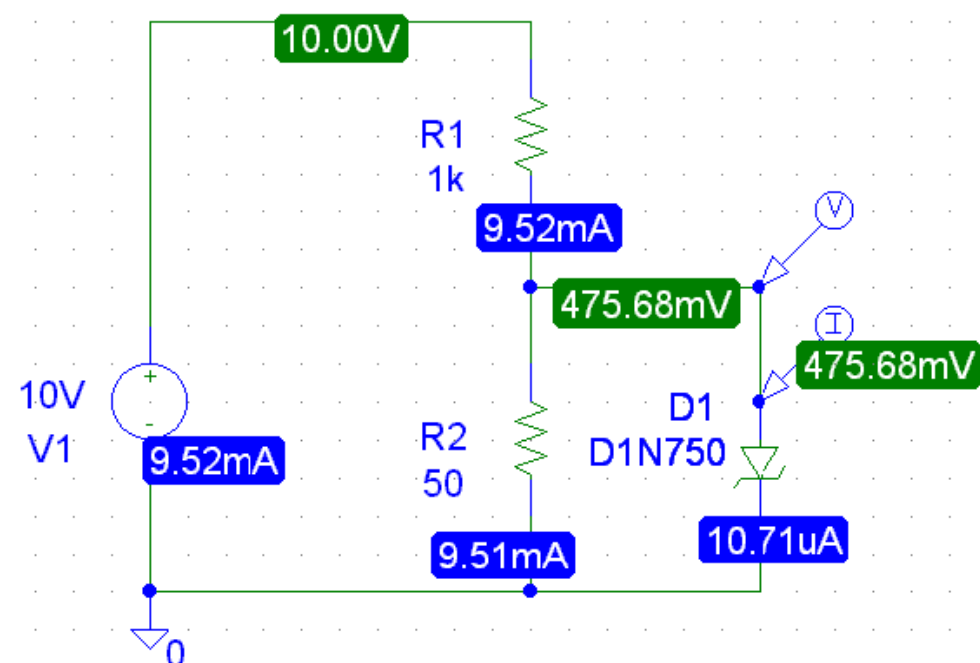 10.00V
R1
1k
9.52mA
V
475.68mV
I
475.68mV
10V
V1
9.52mA
R2
50
D1
D1N750
9.51mA
10.71uA
0
+
-